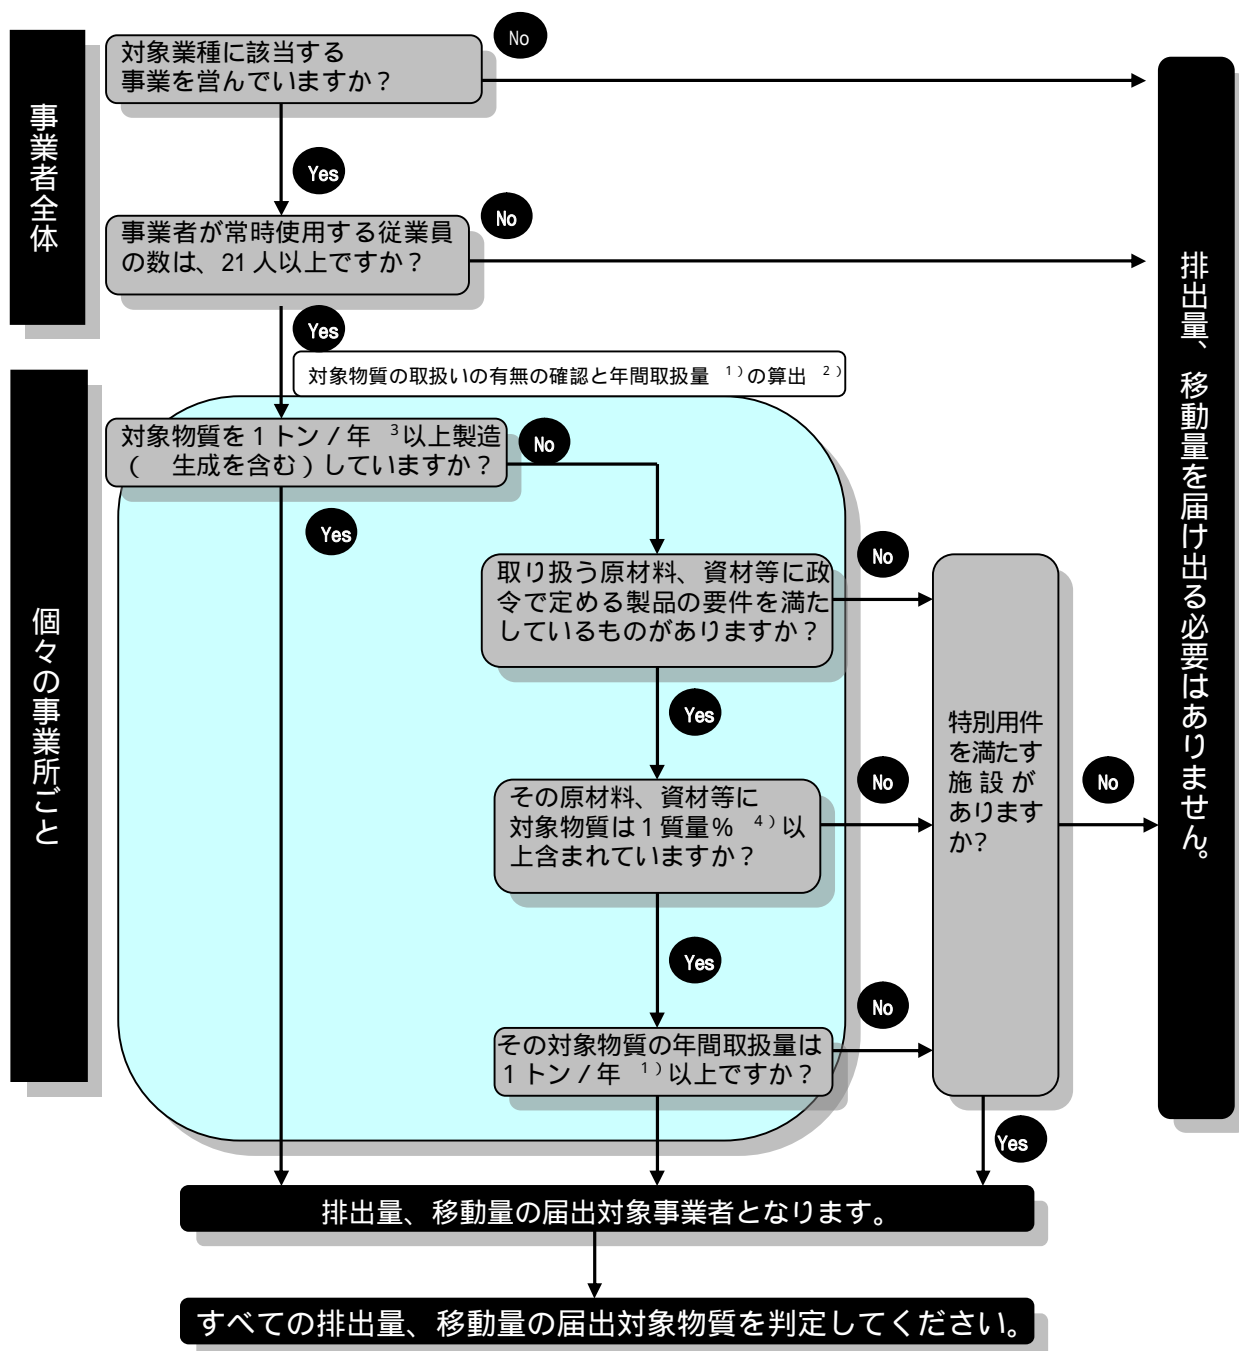 事業者全体
対象業種に該当する
事業を営んでいますか？
No
Yes
事業者が常時使用する従業員
の数は、21人以上ですか？
No
Yes
個々の事業所ごと
対象物質の取扱いの有無の確認と年間取扱量 1）の算出 2）
対象物質を１トン／年 3以上製造
（ 生成を含む）していますか？
No
Yes
取り扱う原材料、資材等に政
令で定める製品の要件を満た
しているものがありますか？
No
Yes
その原材料、資材等に
対象物質は１質量％ 4）以
上含まれていますか？
No
Yes
その対象物質の年間取扱量は
１トン／年 1）以上ですか？
No
特別用件
を満たす
施設が
あります
か？
No
Yes
排出量、移動量を届け出る必要はありません。
排出量、移動量の届出対象事業者となります。
すべての排出量、移動量の届出対象物質を判定してください。